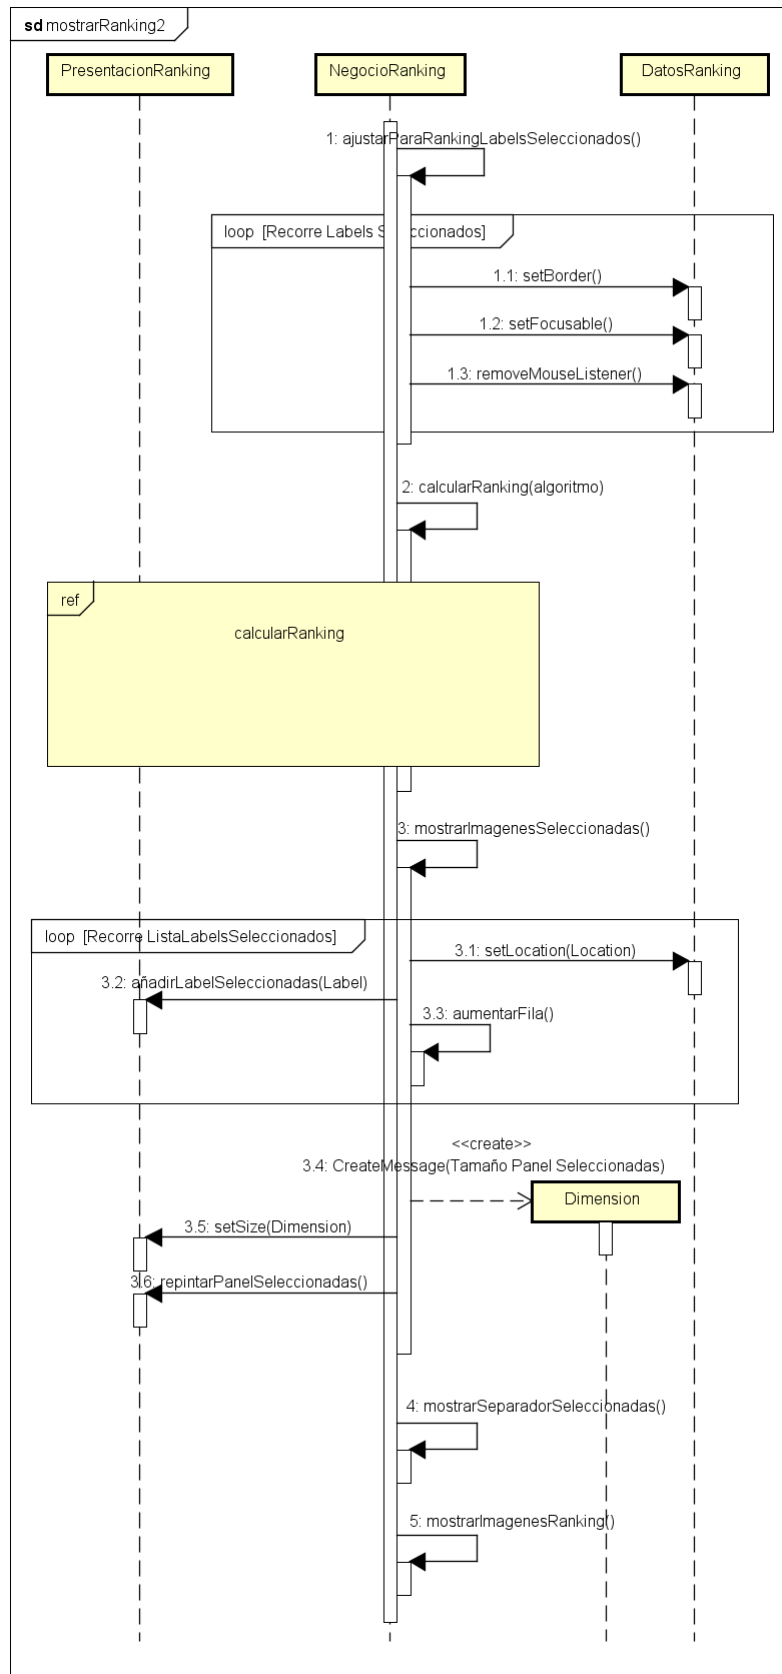 sd mostrarRanking2
PresentacionRanking
NegocioRanking
DatosRanking
1: ajustarParaRankingLabelsSeleccionados()
loop [Recorre Labels Seleccionados]
1.1: setBorder()
1.2: setFocusable()
1.3: removeMouseListener()
2: calcularRanking(algoritmo)
ref
calcularRanking
3: mostrarImagenesSeleccionadas()
loop [Recorre ListaLabelsSeleccionados]
3.1: setLocation(Location)
3.2: añadirLabelSeleccionadas(Label)
3.3: aumentarFila()
<<create>>
3.4: CreateMessage(Tamaño Panel Seleccionadas)
Dimension
3.5: setSize(Dimension)
3.6: repintarPanelSeleccionadas()
4: mostrarSeparadorSeleccionadas()
5: mostrarImagenesRanking()